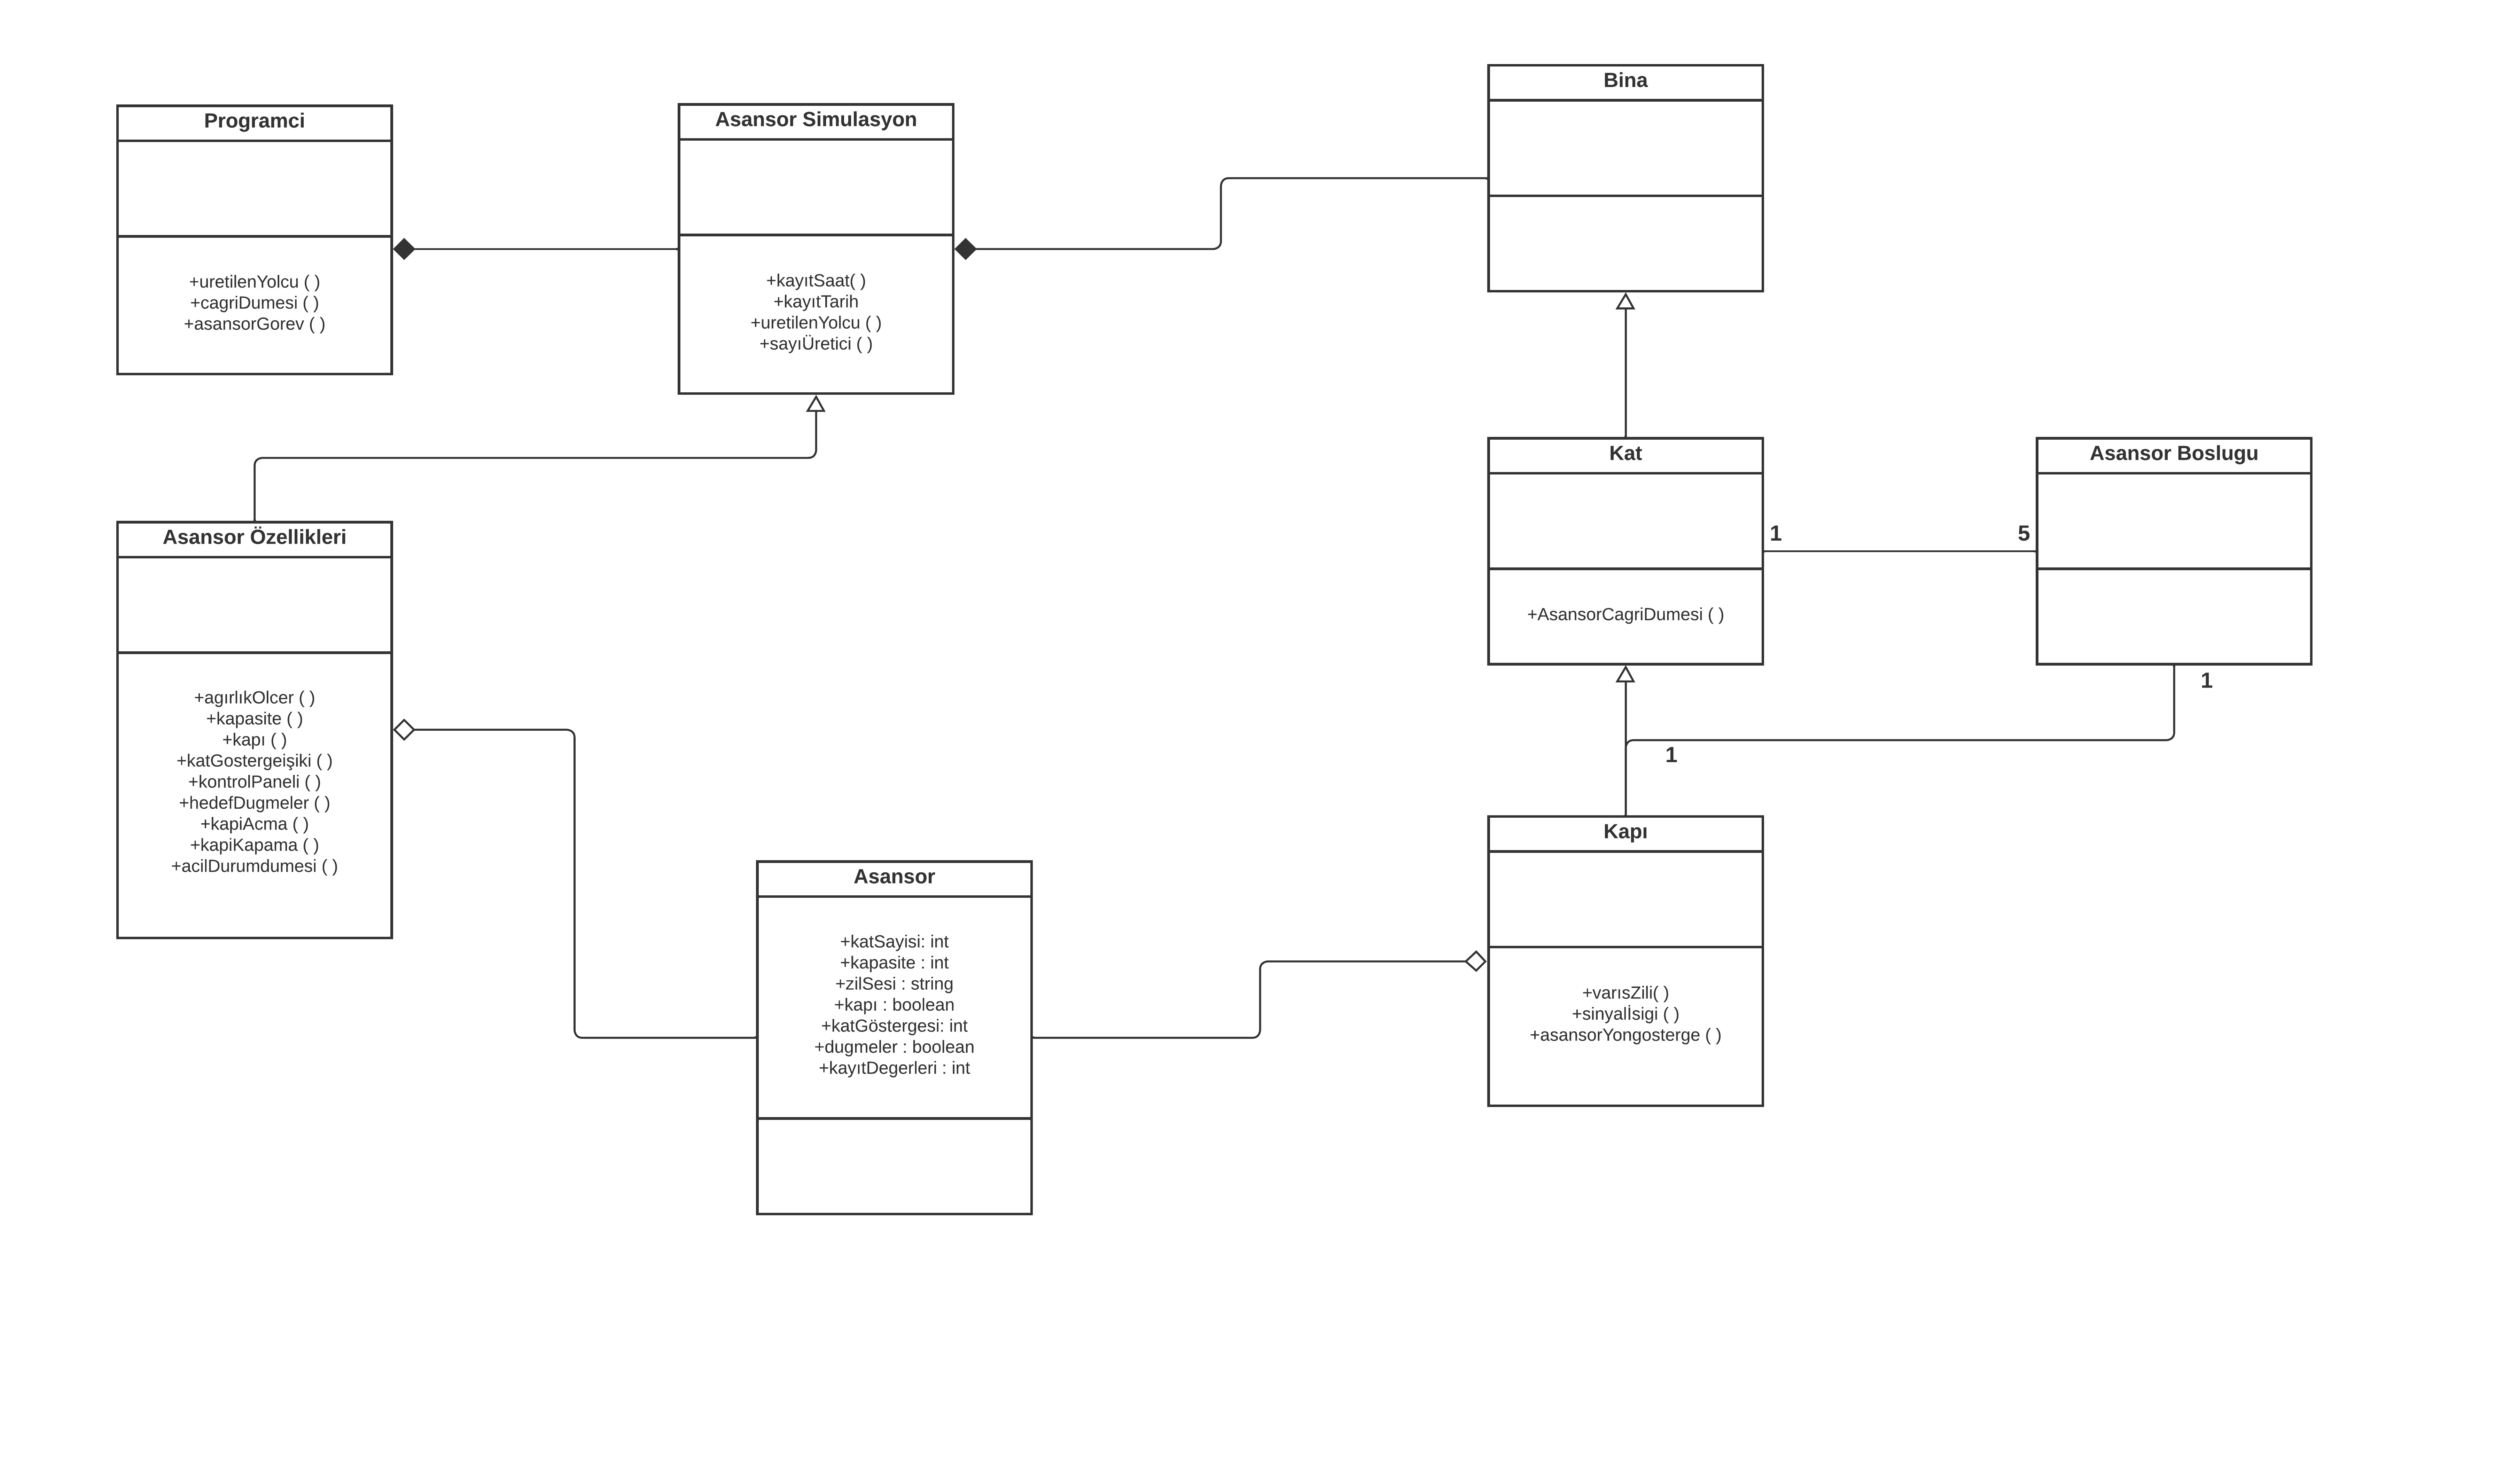 Programci
+uretilenYolcu ( )
+cagriDumesi ( )
+asansorGorev ( )
Asansor Simulasyon
+kayıtSaat( )
+kayıtTarih
+uretilenYolcu ( )
+sayıÜretici ( )
Bina
Asansor Özellikleri
+agırlıkOlcer ( )
+kapasite ( )
+kapı ( )
+katGostergeişiki ( )
+kontrolPaneli ( )
+hedefDugmeler ( )
+kapiAcma ( )
+kapiKapama ( )
+acilDurumdumesi ( )
Kat
+AsansorCagriDumesi ( )
1
5
Asansor Boslugu
1
1
Asansor
+katSayisi: int
+kapasite : int
+zilSesi : string
+kapı : boolean
+katGöstergesi: int
+dugmeler : boolean
+kayıtDegerleri : int
Kapı
+varısZili( )
+sinyalİsigi ( )
+asansorYongosterge ( )